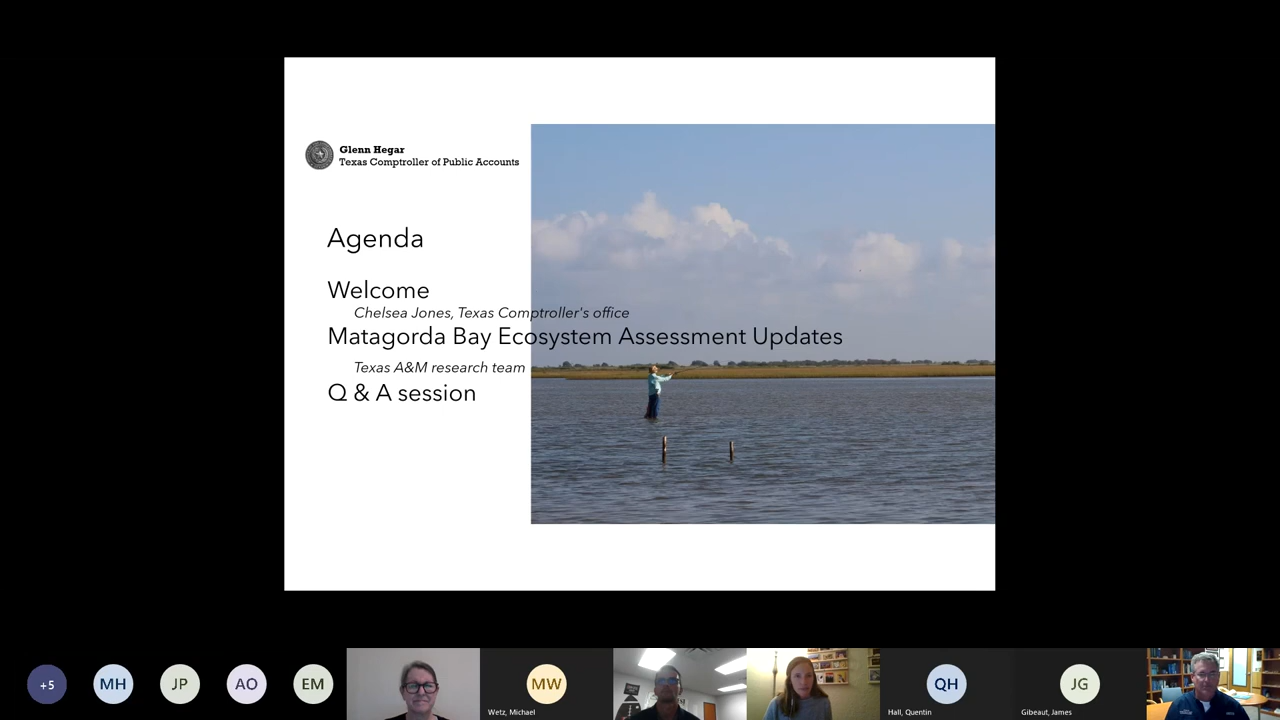 Glenn Hegar
Texas Comptroller of Public Accounts
Agenda
Welcome
Chelsea Jones, Texas Comptroller's office
Matagorda Bay Ecosystem Assessment Updates
Texas A&M research team
Q & A session
+5
MH
JP
AO
EM
MW
Wetz, Michael
QH
Hall, Quentin
JG
Gibeaut, James